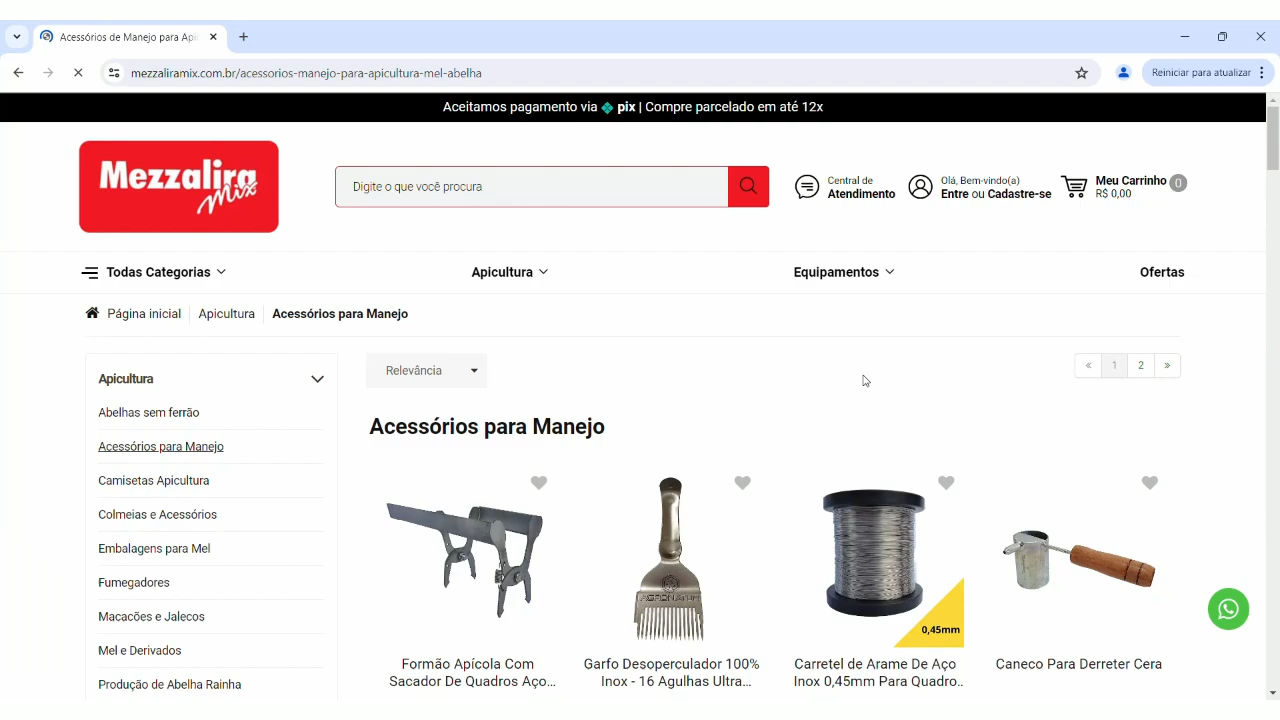 Acessórios de Manejo para Apic
mezzaliramix.com.br/acessorios-manejo-para-apicultura-mel-abelha
Reiniciar para atualizar
Aceitamos pagamento via pix | Compre parcelado em até 12x
Mezzalira
Mix
Digite o que você procura
Central de
Atendimento
Olá, Bem-vindo(a)
Entre ou Cadastre-se
Meu Carrinho 0
R$ 0,00
Todas Categorias
Apicultura
Equipamentos
Ofertas
Página inicial
Apicultura
Acessórios para Manejo
Apicultura
Abelhas sem ferrão
Acessórios para Manejo
Camisetas Apicultura
Colmeias e Acessórios
Embalagens para Mel
Fumegadores
Macacões e Jalecos
Mel e Derivados
Produção de Abelha Rainha
Relevância
« 1 2 »
Acessórios para Manejo
0,45mm
Formão Apícola Com
Sacador De Quadros Aço...
Garfo Desoperculador 100%
Inox - 16 Agulhas Ultra...
Carretel de Arame De Aço
Inox 0,45mm Para Quadro...
Caneco Para Derreter Cera